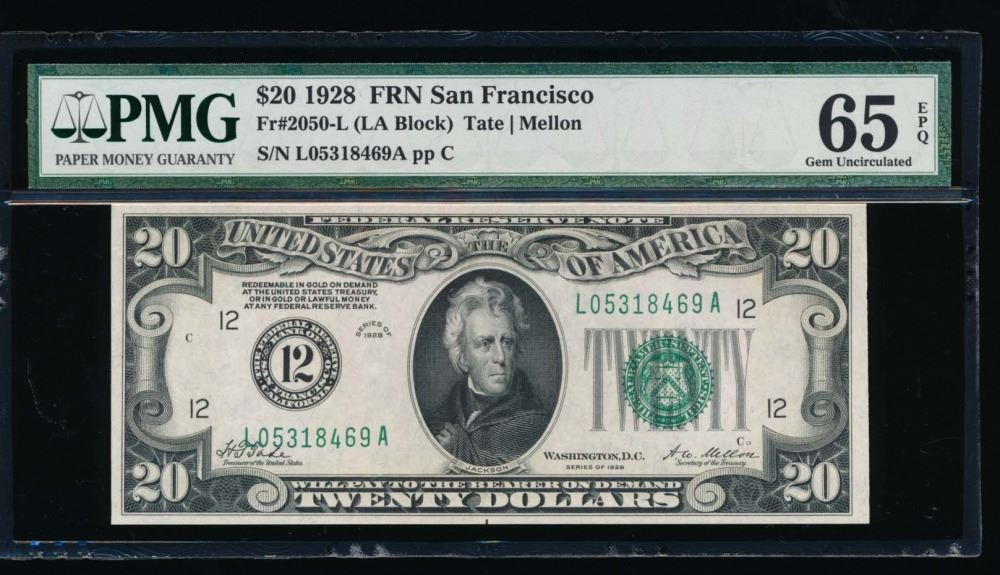 PMG
PAPER MONEY GUARANTY
$20 1928 FRN San Francisco
Fr#2050-L (LA Block) Tate | Mellon
S/N L05318469A pp C
65
EPQ
Gem Uncirculated
FEDERAL RESERVE NOTE
20
UNITED STATES
THE
OF AMERICA
20
REDEEMABLE IN GOLD ON DEMAND
AT THE UNITED STATES TREASURY,
OR IN GOLD OR LAWFUL MONEY
AT ANY FEDERAL RESERVE BANK.
L05318469A
12
12
SERIES OF
1928
C
12
12
12
L05318469A
H.T. Tate
Treasurer of the United States.
JACKSON
WASHINGTON, D.C.
SERIES OF 1928
C
A.W. Mellon
Secretary of the Treasury.
20
WILL PAY TO THE BEARER ON DEMAND
TWENTY DOLLARS
20